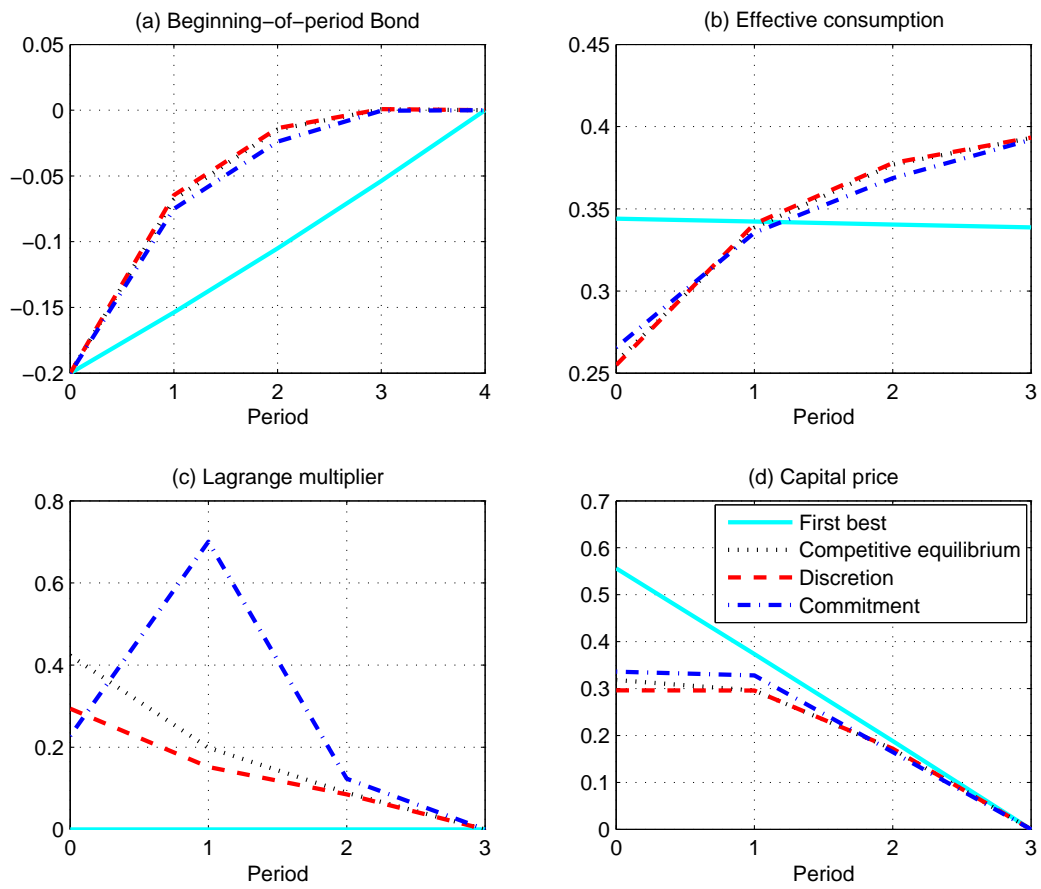 (a) Beginning−of−period Bond
0.05
0
−0.05
−0.1
−0.15
−0.2
0 1 2 3 4
Period
(b) Effective consumption
0.45
0.4
0.35
0.3
0.25
0 1 2 3
Period
(c) Lagrange multiplier
0.8
0.6
0.4
0.2
0
0 1 2 3
Period
(d) Capital price
0.7
0.6
0.5
0.4
0.3
0.2
0.1
0
0 1 2 3
Period
First best
Competitive equilibrium
Discretion
Commitment